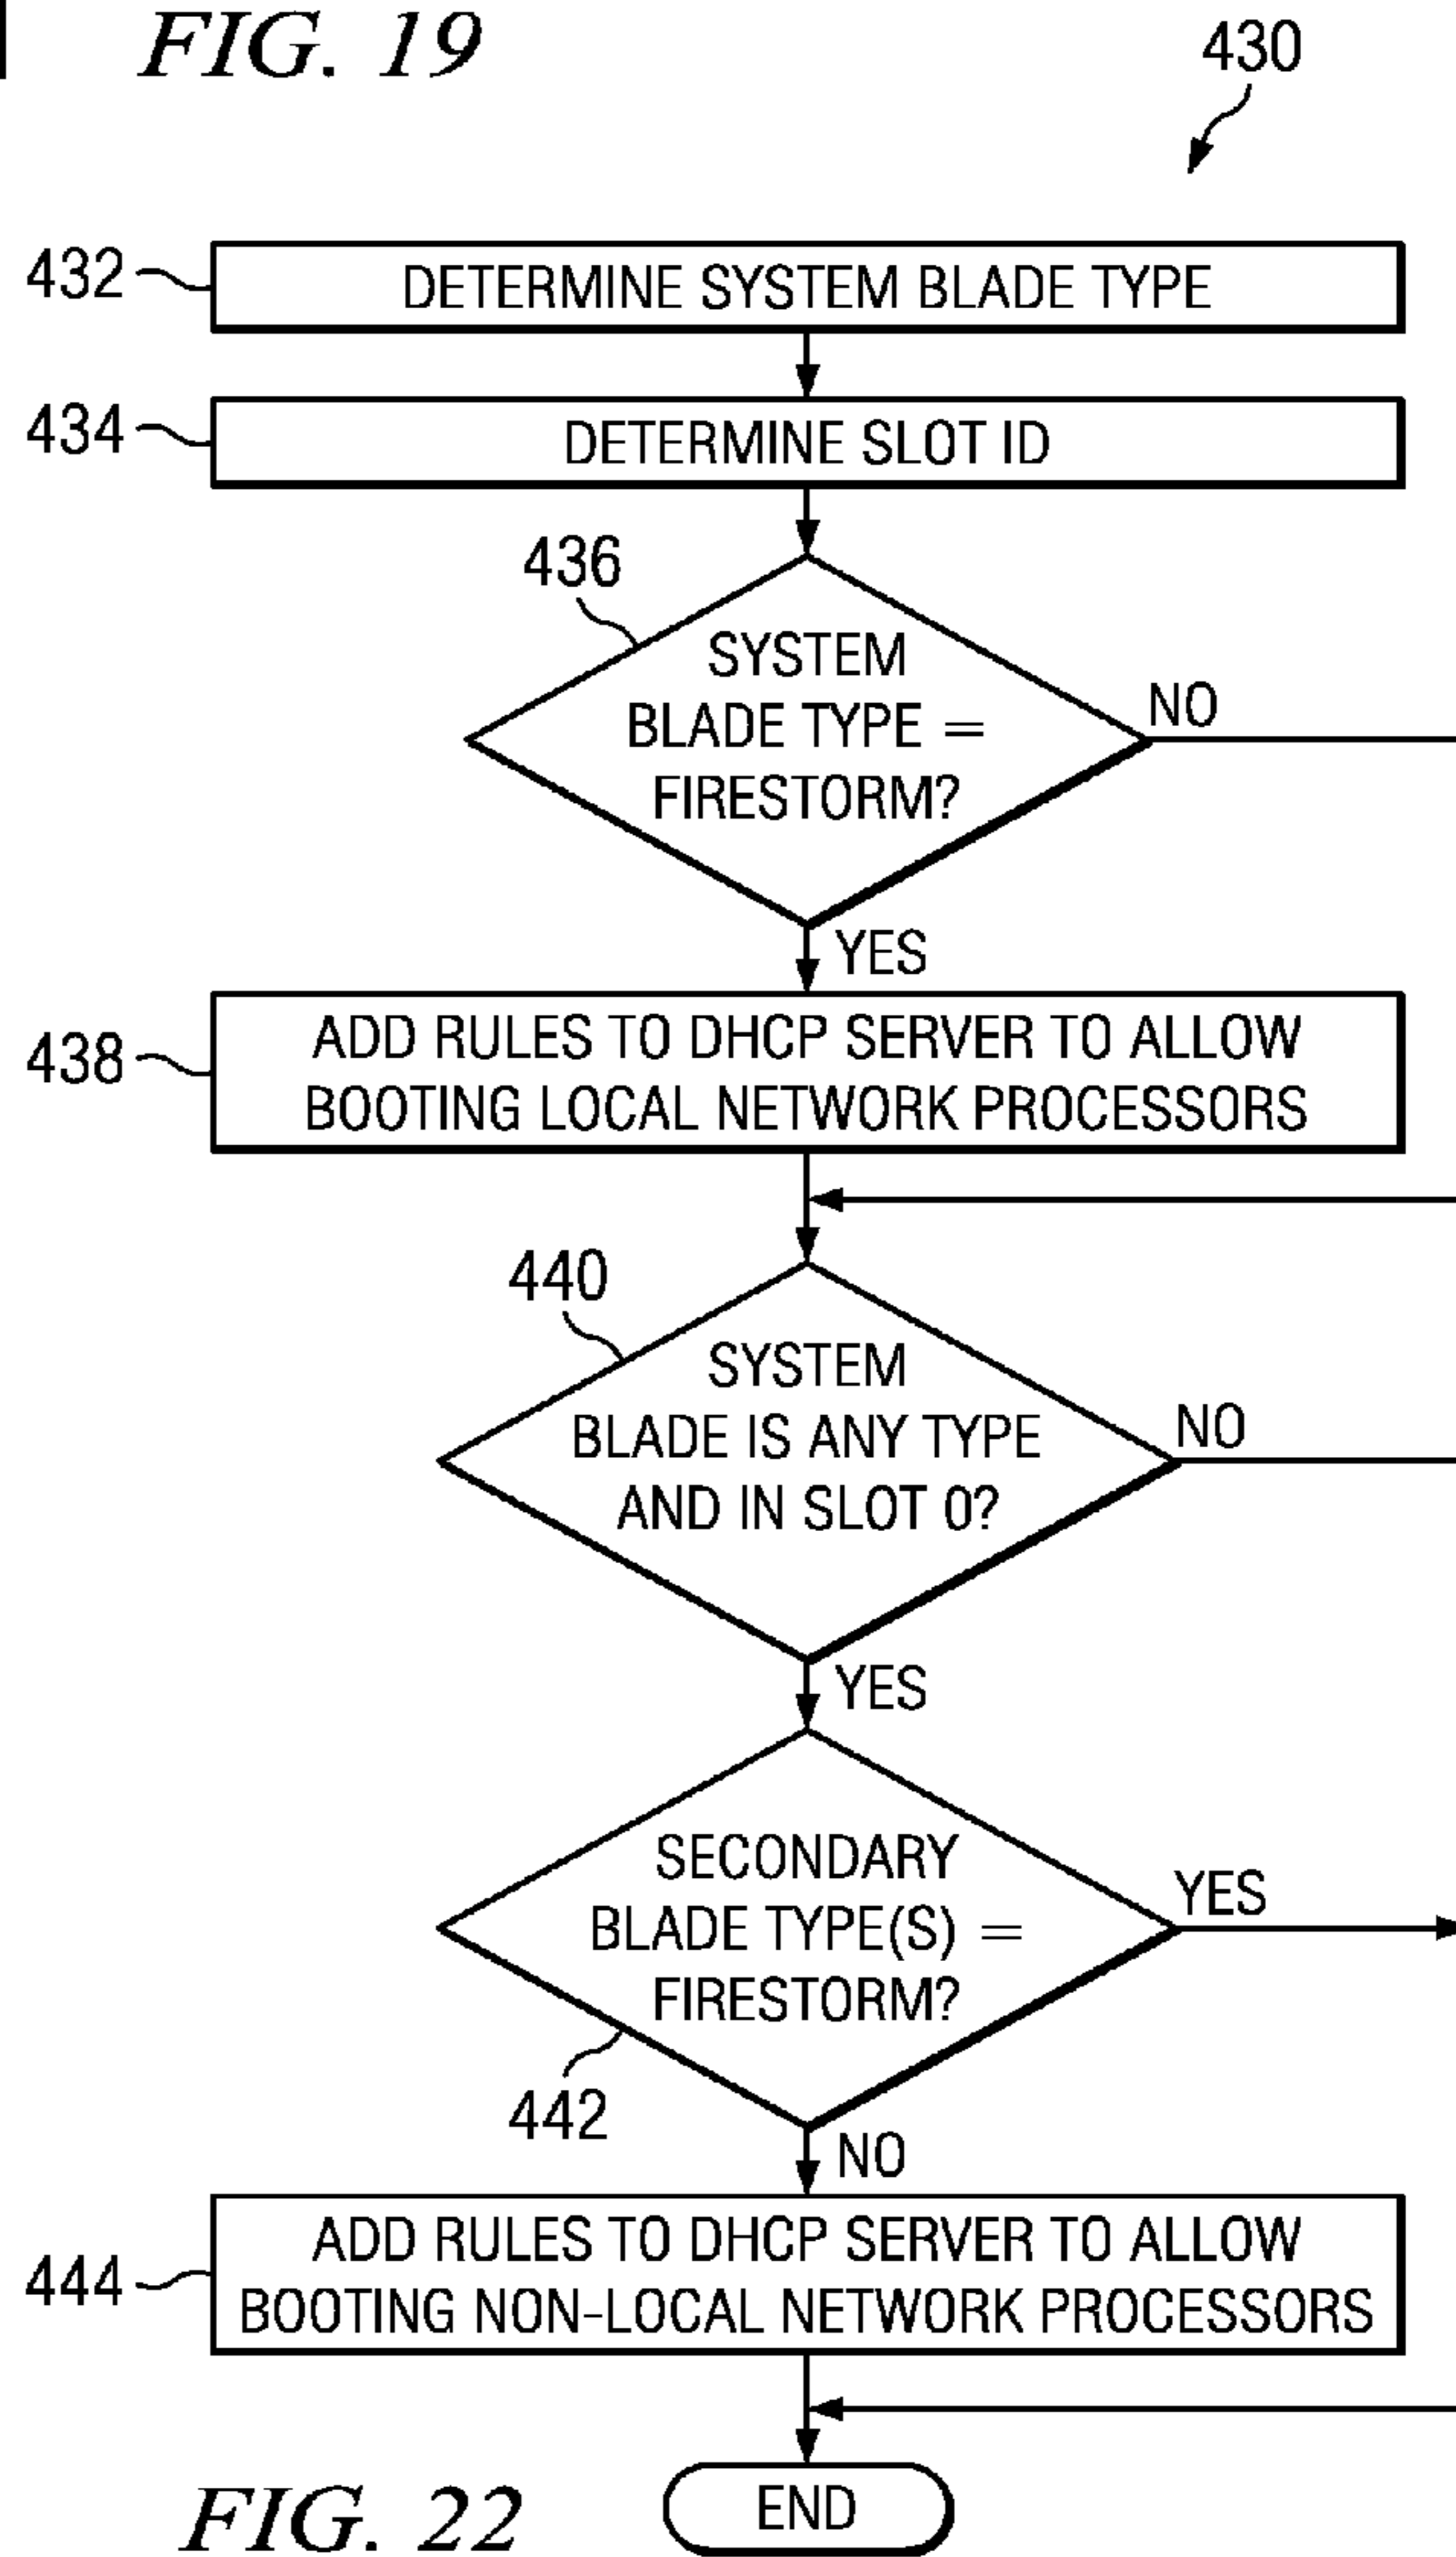 FIG. 19
430
432
DETERMINE SYSTEM BLADE TYPE
434
DETERMINE SLOT ID
436
SYSTEM
BLADE TYPE =
FIRESTORM?
NO
YES
438
ADD RULES TO DHCP SERVER TO ALLOW
BOOTING LOCAL NETWORK PROCESSORS
440
SYSTEM
BLADE IS ANY TYPE
AND IN SLOT 0?
NO
YES
SECONDARY
BLADE TYPE(S) =
FIRESTORM?
YES
442
NO
444
ADD RULES TO DHCP SERVER TO ALLOW
BOOTING NON-LOCAL NETWORK PROCESSORS
END
FIG. 22